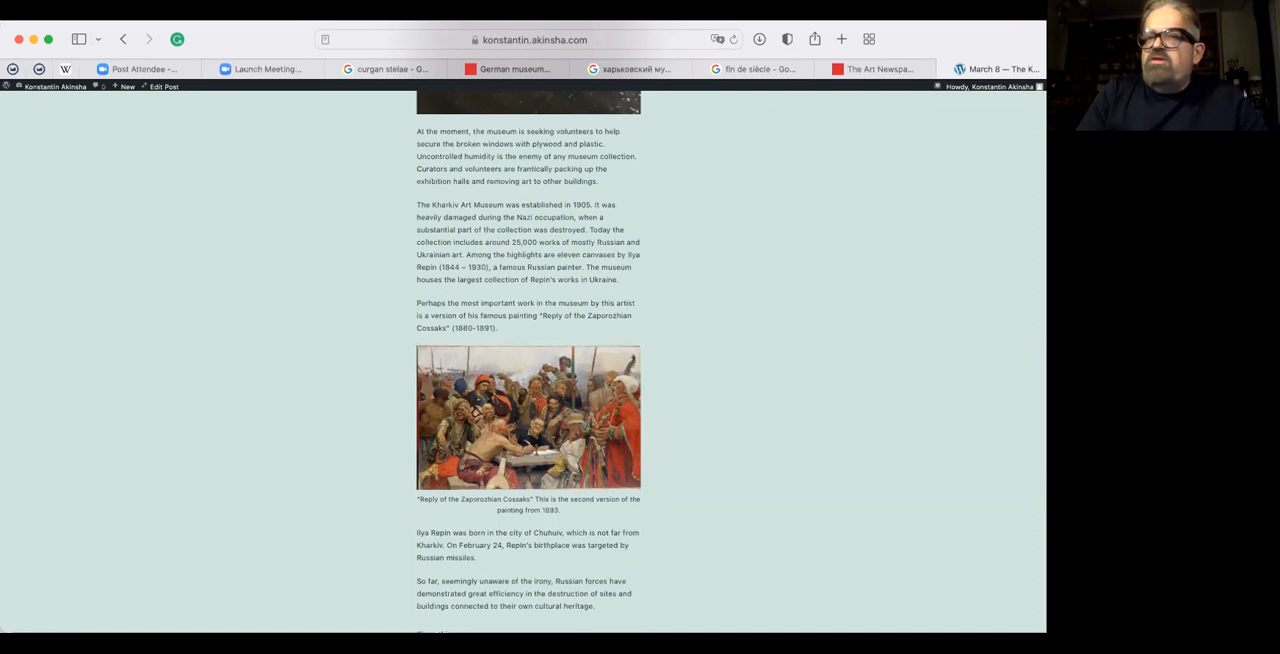 konstantin.akinsha.com
W
Post Attendee -...
Launch Meeting...
curgan stelae - G...
German museum...
харьковский му...
fin de siècle - Go...
The Art Newspa...
March 8 — The K...
Konstantin Akinsha
0
New
Edit Post
Howdy, Konstantin Akinsha
At the moment, the museum is seeking volunteers to help
secure the broken windows with plywood and plastic.
Uncontrolled humidity is the enemy of any museum collection.
Curators and volunteers are frantically packing up the
exhibition halls and removing art to other buildings.
The Kharkiv Art Museum was established in 1905. It was
heavily damaged during the Nazi occupation, when a
substantial part of the collection was destroyed. Today the
collection includes around 25,000 works of mostly Russian and
Ukrainian art. Among the highlights are eleven canvases by Ilya
Repin (1844 – 1930), a famous Russian painter. The museum
houses the largest collection of Repin's works in Ukraine.
Perhaps the most important work in the museum by this artist
is a version of his famous painting "Reply of the Zaporozhian
Cossaks" (1880-1891).
"Reply of the Zaporozhian Cossaks" This is the second version of the
painting from 1893.
Ilya Repin was born in the city of Chuhuiv, which is not far from
Kharkiv. On February 24, Repin's birthplace was targeted by
Russian missiles.
So far, seemingly unaware of the irony, Russian forces have
demonstrated great efficiency in the destruction of sites and
buildings connected to their own cultural heritage.